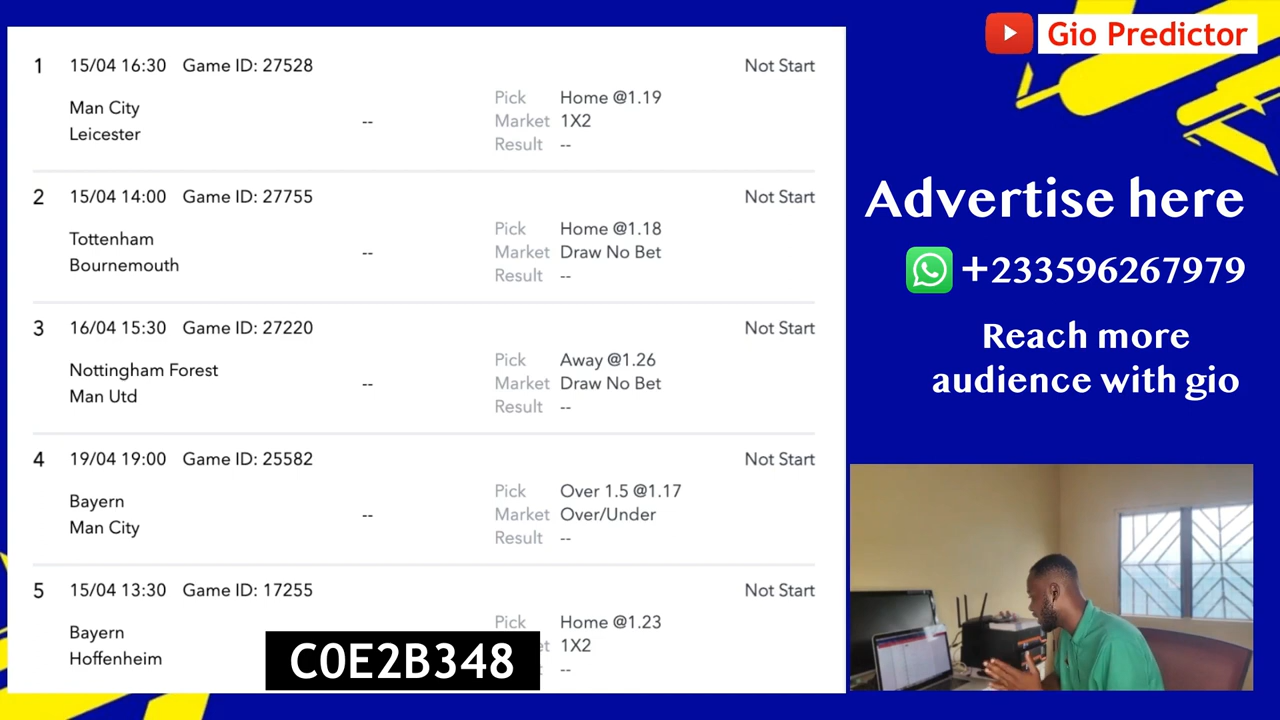 1 15/04 16:30 Game ID: 27528 Not Start
Man City
Leicester
--
Pick Home @1.19
Market 1X2
Result --
2 15/04 14:00 Game ID: 27755 Not Start
Tottenham
Bournemouth
--
Pick Home @1.18
Market Draw No Bet
Result --
3 16/04 15:30 Game ID: 27220 Not Start
Nottingham Forest
Man Utd
--
Pick Away @1.26
Market Draw No Bet
Result --
4 19/04 19:00 Game ID: 25582 Not Start
Bayern
Man City
--
Pick Over 1.5 @1.17
Market Over/Under
Result --
5 15/04 13:30 Game ID: 17255 Not Start
Bayern
Hoffenheim
Pick Home @1.23
1X2
--
C0E2B348
Gio Predictor
Advertise here
+233596267979
Reach more
audience with gio